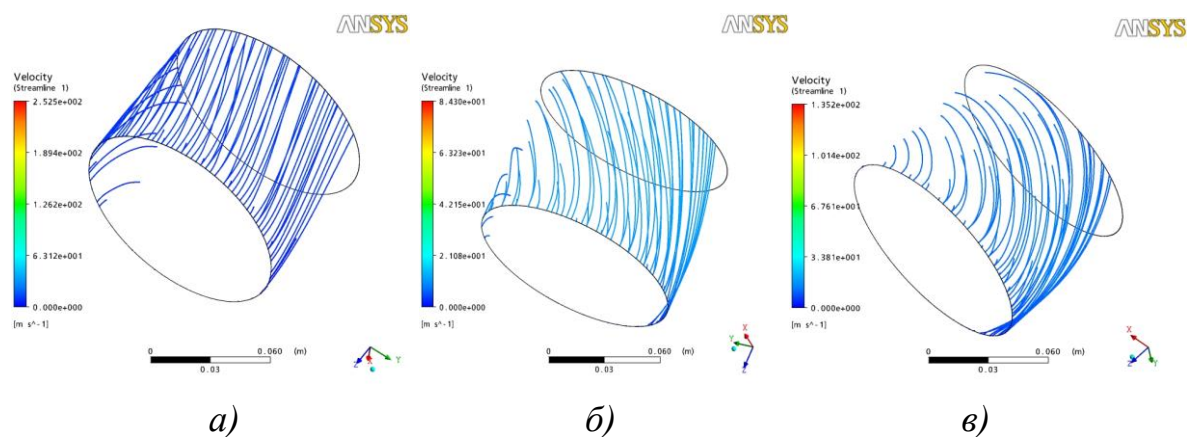 ANSYS
Velocity
(Streamline 1)
2.525e+002
1.894e+002
1.262e+002
6.312e+001
0.000e+000
[m s^-1]
0 0.060 (m)
0.03
Z X Y
а)
ANSYS
Velocity
(Streamline 1)
8.430e+001
6.323e+001
4.215e+001
2.108e+001
0.000e+000
[m s^-1]
0 0.060 (m)
0.03
X
Y
Z
б)
ANSYS
Velocity
(Streamline 1)
1.352e+002
1.014e+002
6.761e+001
3.381e+001
0.000e+000
[m s^-1]
0 0.060 (m)
0.03
X
Z Y
в)